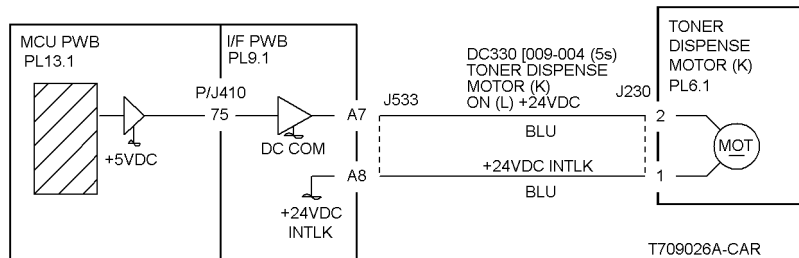 MCU PWB
PL13.1
I/F PWB
PL9.1
P/J410
75
+5VDC
DC COM
A7
A8
+24VDC
INTLK
J533
DC330 [009-004 (5s)
TONER DISPENSE
MOTOR (K)
ON (L) +24VDC
BLU
+24VDC INTLK
BLU
J230
2
1
TONER
DISPENSE
MOTOR (K)
PL6.1
MOT
T709026A-CAR